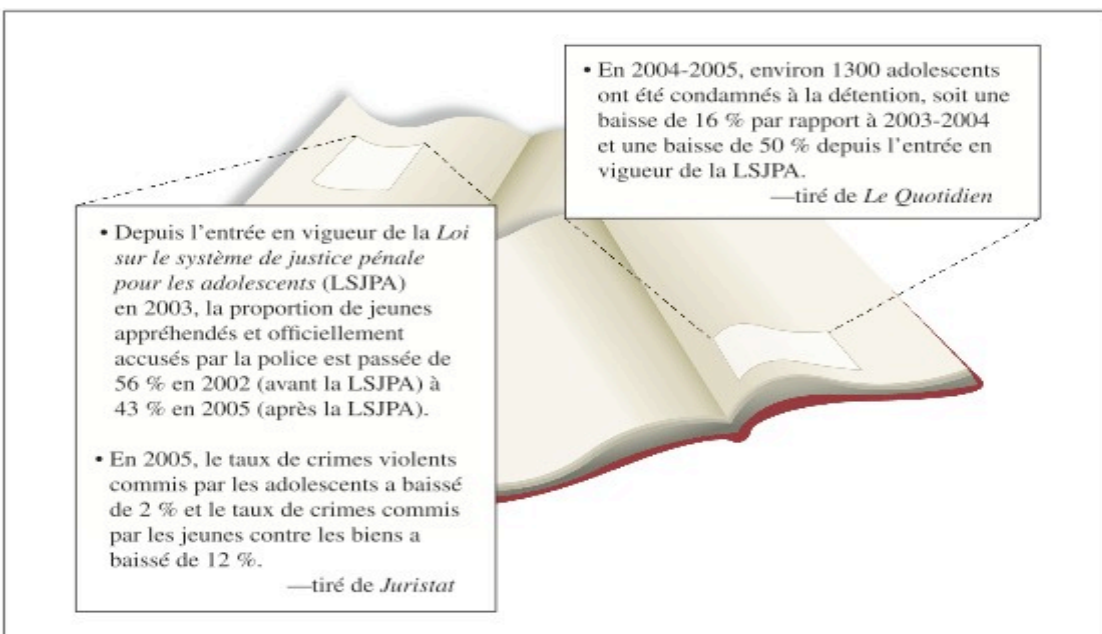 • Depuis l'entrée en vigueur de la Loi
sur le système de justice pénale
pour les adolescents (LSJPA)
en 2003, la proportion de jeunes
appréhendés et officiellement
accusés par la police est passée de
56 % en 2002 (avant la LSJPA) à
43 % en 2005 (après la LSJPA).
• En 2005, le taux de crimes violents
commis par les adolescents a baissé
de 2 % et le taux de crimes commis
par les jeunes contre les biens a
baissé de 12 %.
—tiré de Juristat
• En 2004-2005, environ 1300 adolescents
ont été condamnés à la détention, soit une
baisse de 16 % par rapport à 2003-2004
et une baisse de 50 % depuis l'entrée en
vigueur de la LSJPA.
—tiré de Le Quotidien